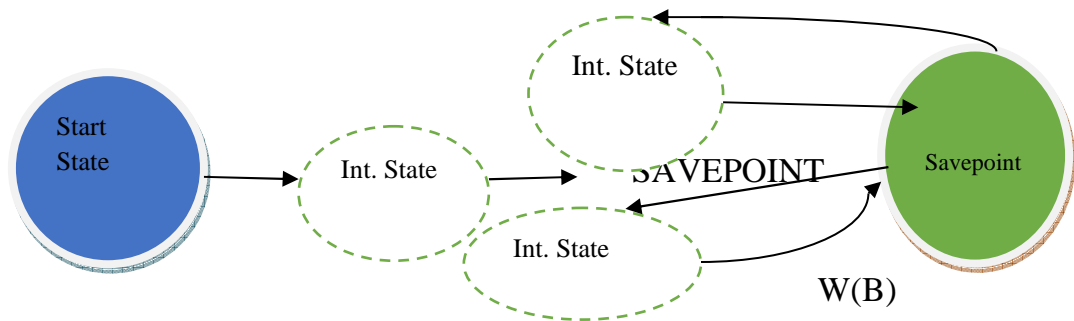 Int. State
Start
State
Int. State
SAVEPOINT
Savepoint
Int. State
W(B)